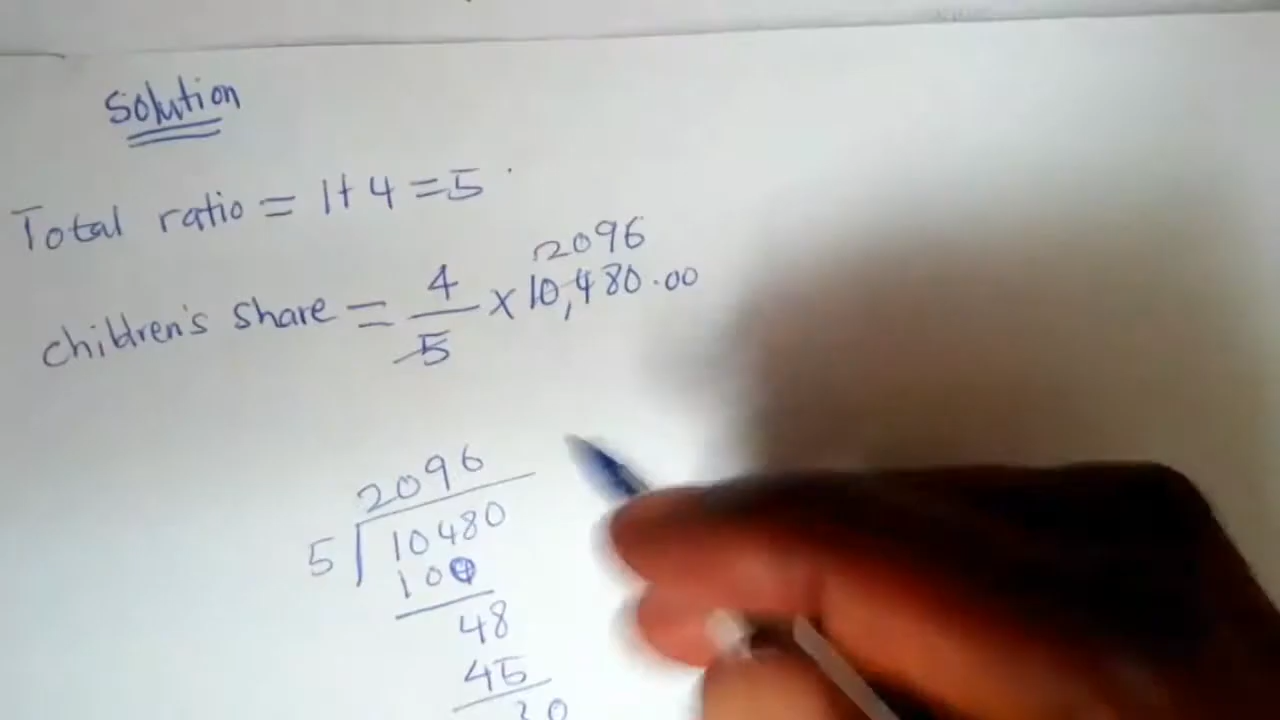 Solution
Total ratio = 1+4=5
2096
children's share = 4/5 × 10,480.00
2096
5 10480
10
48
45
30